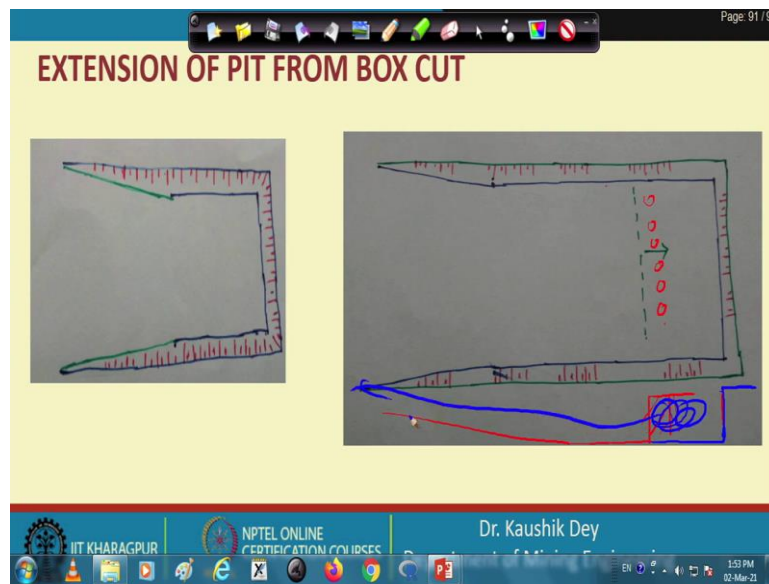 Page: 91 / 9
EXTENSION OF PIT FROM BOX CUT
IIT KHARAGPUR
NPTEL ONLINE
CERTIFICATION COURSES
Dr. Kaushik Dey
EN
1:53 PM
02-Mar-21